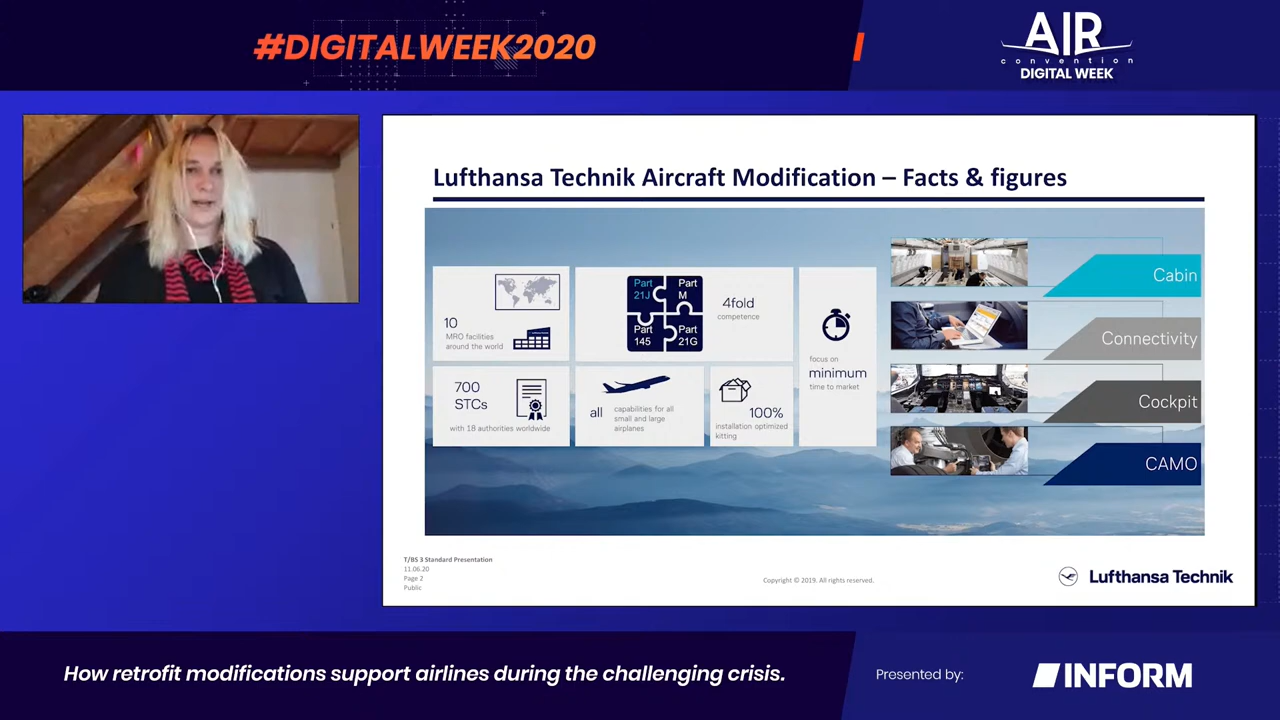 #DIGITALWEEK2020
AIR
convention
DIGITAL WEEK
Lufthansa Technik Aircraft Modification – Facts & figures
10
MRO facilities
around the world
Part
21J
Part
M
Part
145
Part
21G
4fold
competence
focus on
minimum
time to market
700
STCs
with 18 authorities worldwide
all
capabilities for all
small and large
airplanes
100%
installation optimized
kitting
Cabin
Connectivity
Cockpit
CAMO
T/BS 3 Standard Presentation
11.06.20
Page 2
Public
Copyright © 2019. All rights reserved.
Lufthansa Technik
How retrofit modifications support airlines during the challenging crisis.
Presented by:
INFORM